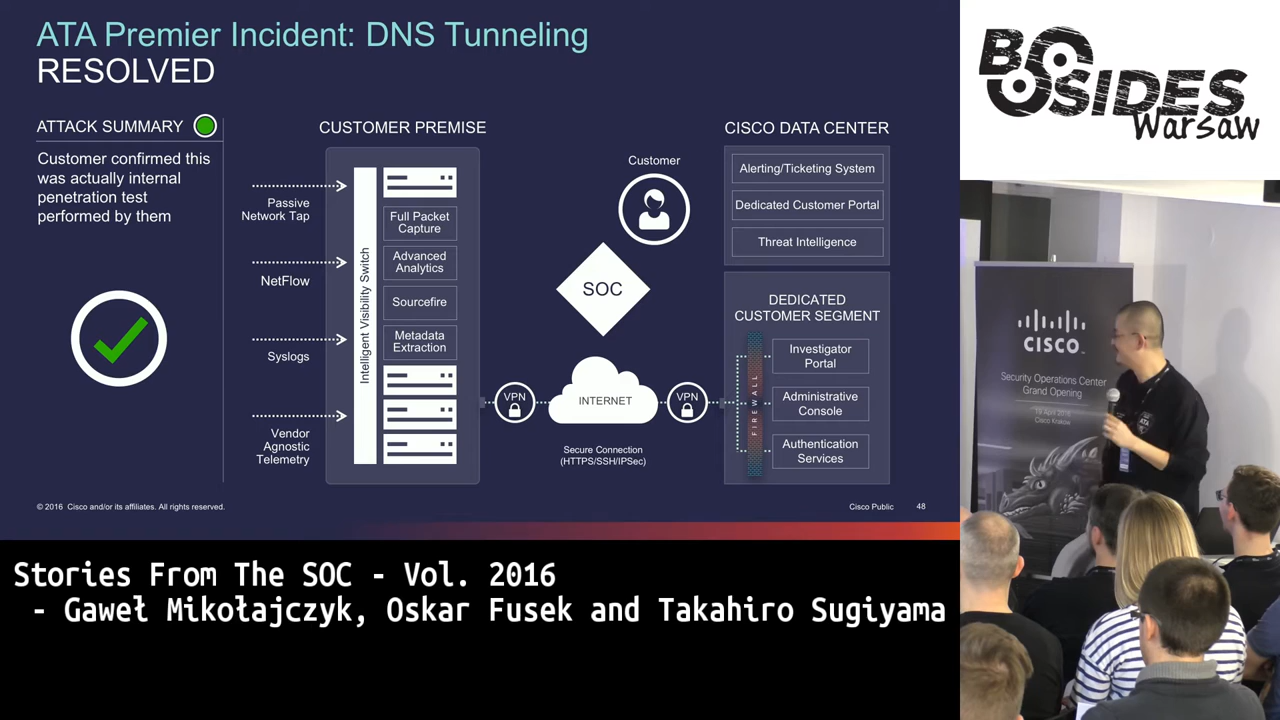 ATA Premier Incident: DNS Tunneling
RESOLVED
ATTACK SUMMARY
Customer confirmed this
was actually internal
penetration test
performed by them
CUSTOMER PREMISE
Passive
Network Tap
NetFlow
Syslogs
Vendor
Agnostic
Telemetry
Intelligent Visibility Switch
Full Packet
Capture
Advanced
Analytics
Sourcefire
Metadata
Extraction
Customer
SOC
VPN
INTERNET
VPN
Secure Connection
(HTTPS/SSH/IPSec)
CISCO DATA CENTER
Alerting/Ticketing System
Dedicated Customer Portal
Threat Intelligence
DEDICATED
CUSTOMER SEGMENT
FIREWALL
Investigator
Portal
Administrative
Console
Authentication
Services
© 2016 Cisco and/or its affiliates. All rights reserved.
Cisco Public
48
BSIDES
Warsaw
CISCO
Security Operations Center
Grand Opening
Cisco Krakow
ATA
Stories From The SOC - Vol. 2016
- Gaweł Mikołajczyk, Oskar Fusek and Takahiro Sugiyama